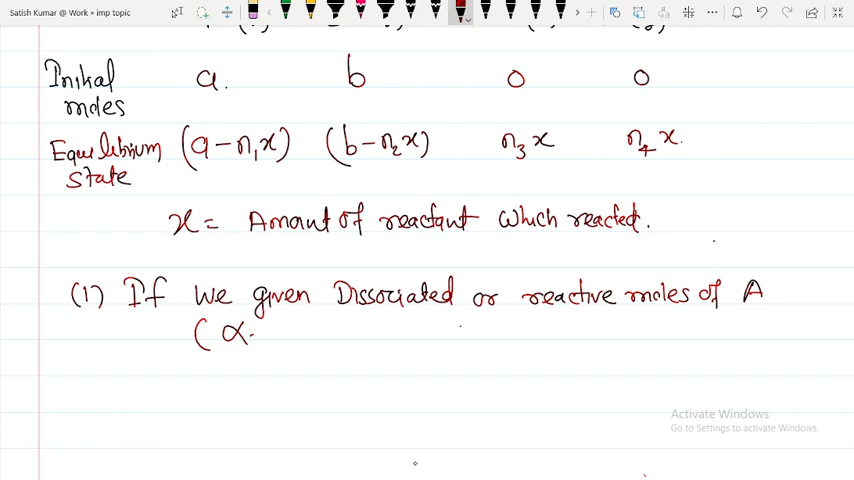 Satish Kumar @ Work » imp topic
Initial a. b 0 0
moles
Equilibrium (a-n₁x) (b-n₂x) n₃x n₄x.
state
x = Amount of reactant which reacted.
(1) If we given Dissociated or reactive moles of A
( α.
Activate Windows
Go to Settings to activate Windows.